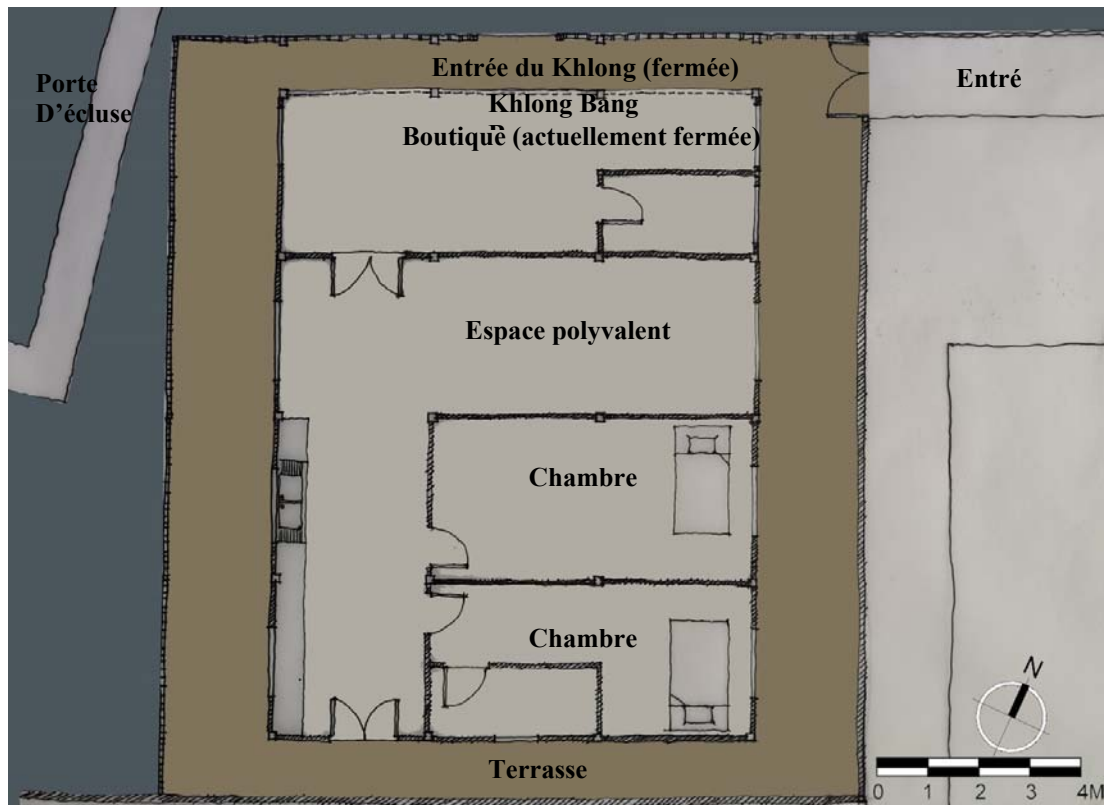 Porte
D'écluse
Entrée du Khlong (fermée)
Entré
Khlong Bang
Boutique (actuellement fermée)
Espace polyvalent
Chambre
Chambre
Terrasse
N
0 1 2 3 4M